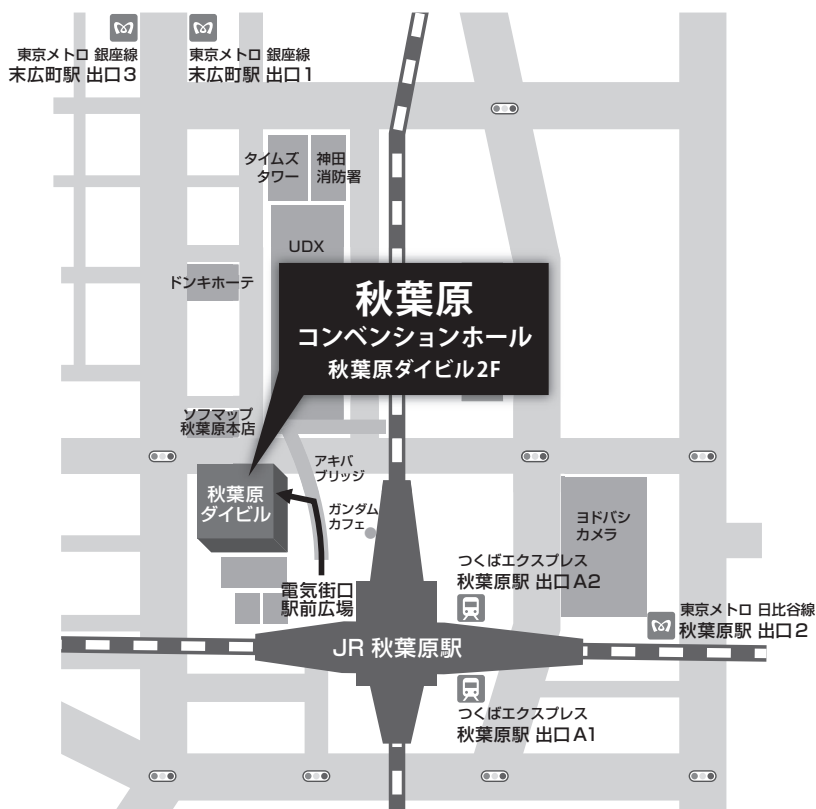 東京メトロ 銀座線
末広町駅 出口3
東京メトロ 銀座線
末広町駅 出口1
タイムズ
タワー
神田
消防署
UDX
ドンキホーテ
秋葉原
コンベンションホール
秋葉原ダイビル2F
ソフマップ
秋葉原本店
アキバ
ブリッジ
秋葉原
ダイビル
ガンダム
カフェ
ヨドバシ
カメラ
つくばエクスプレス
秋葉原駅 出口A2
電気街口
駅前広場
東京メトロ 日比谷線
秋葉原駅 出口2
JR 秋葉原駅
つくばエクスプレス
秋葉原駅 出口A1